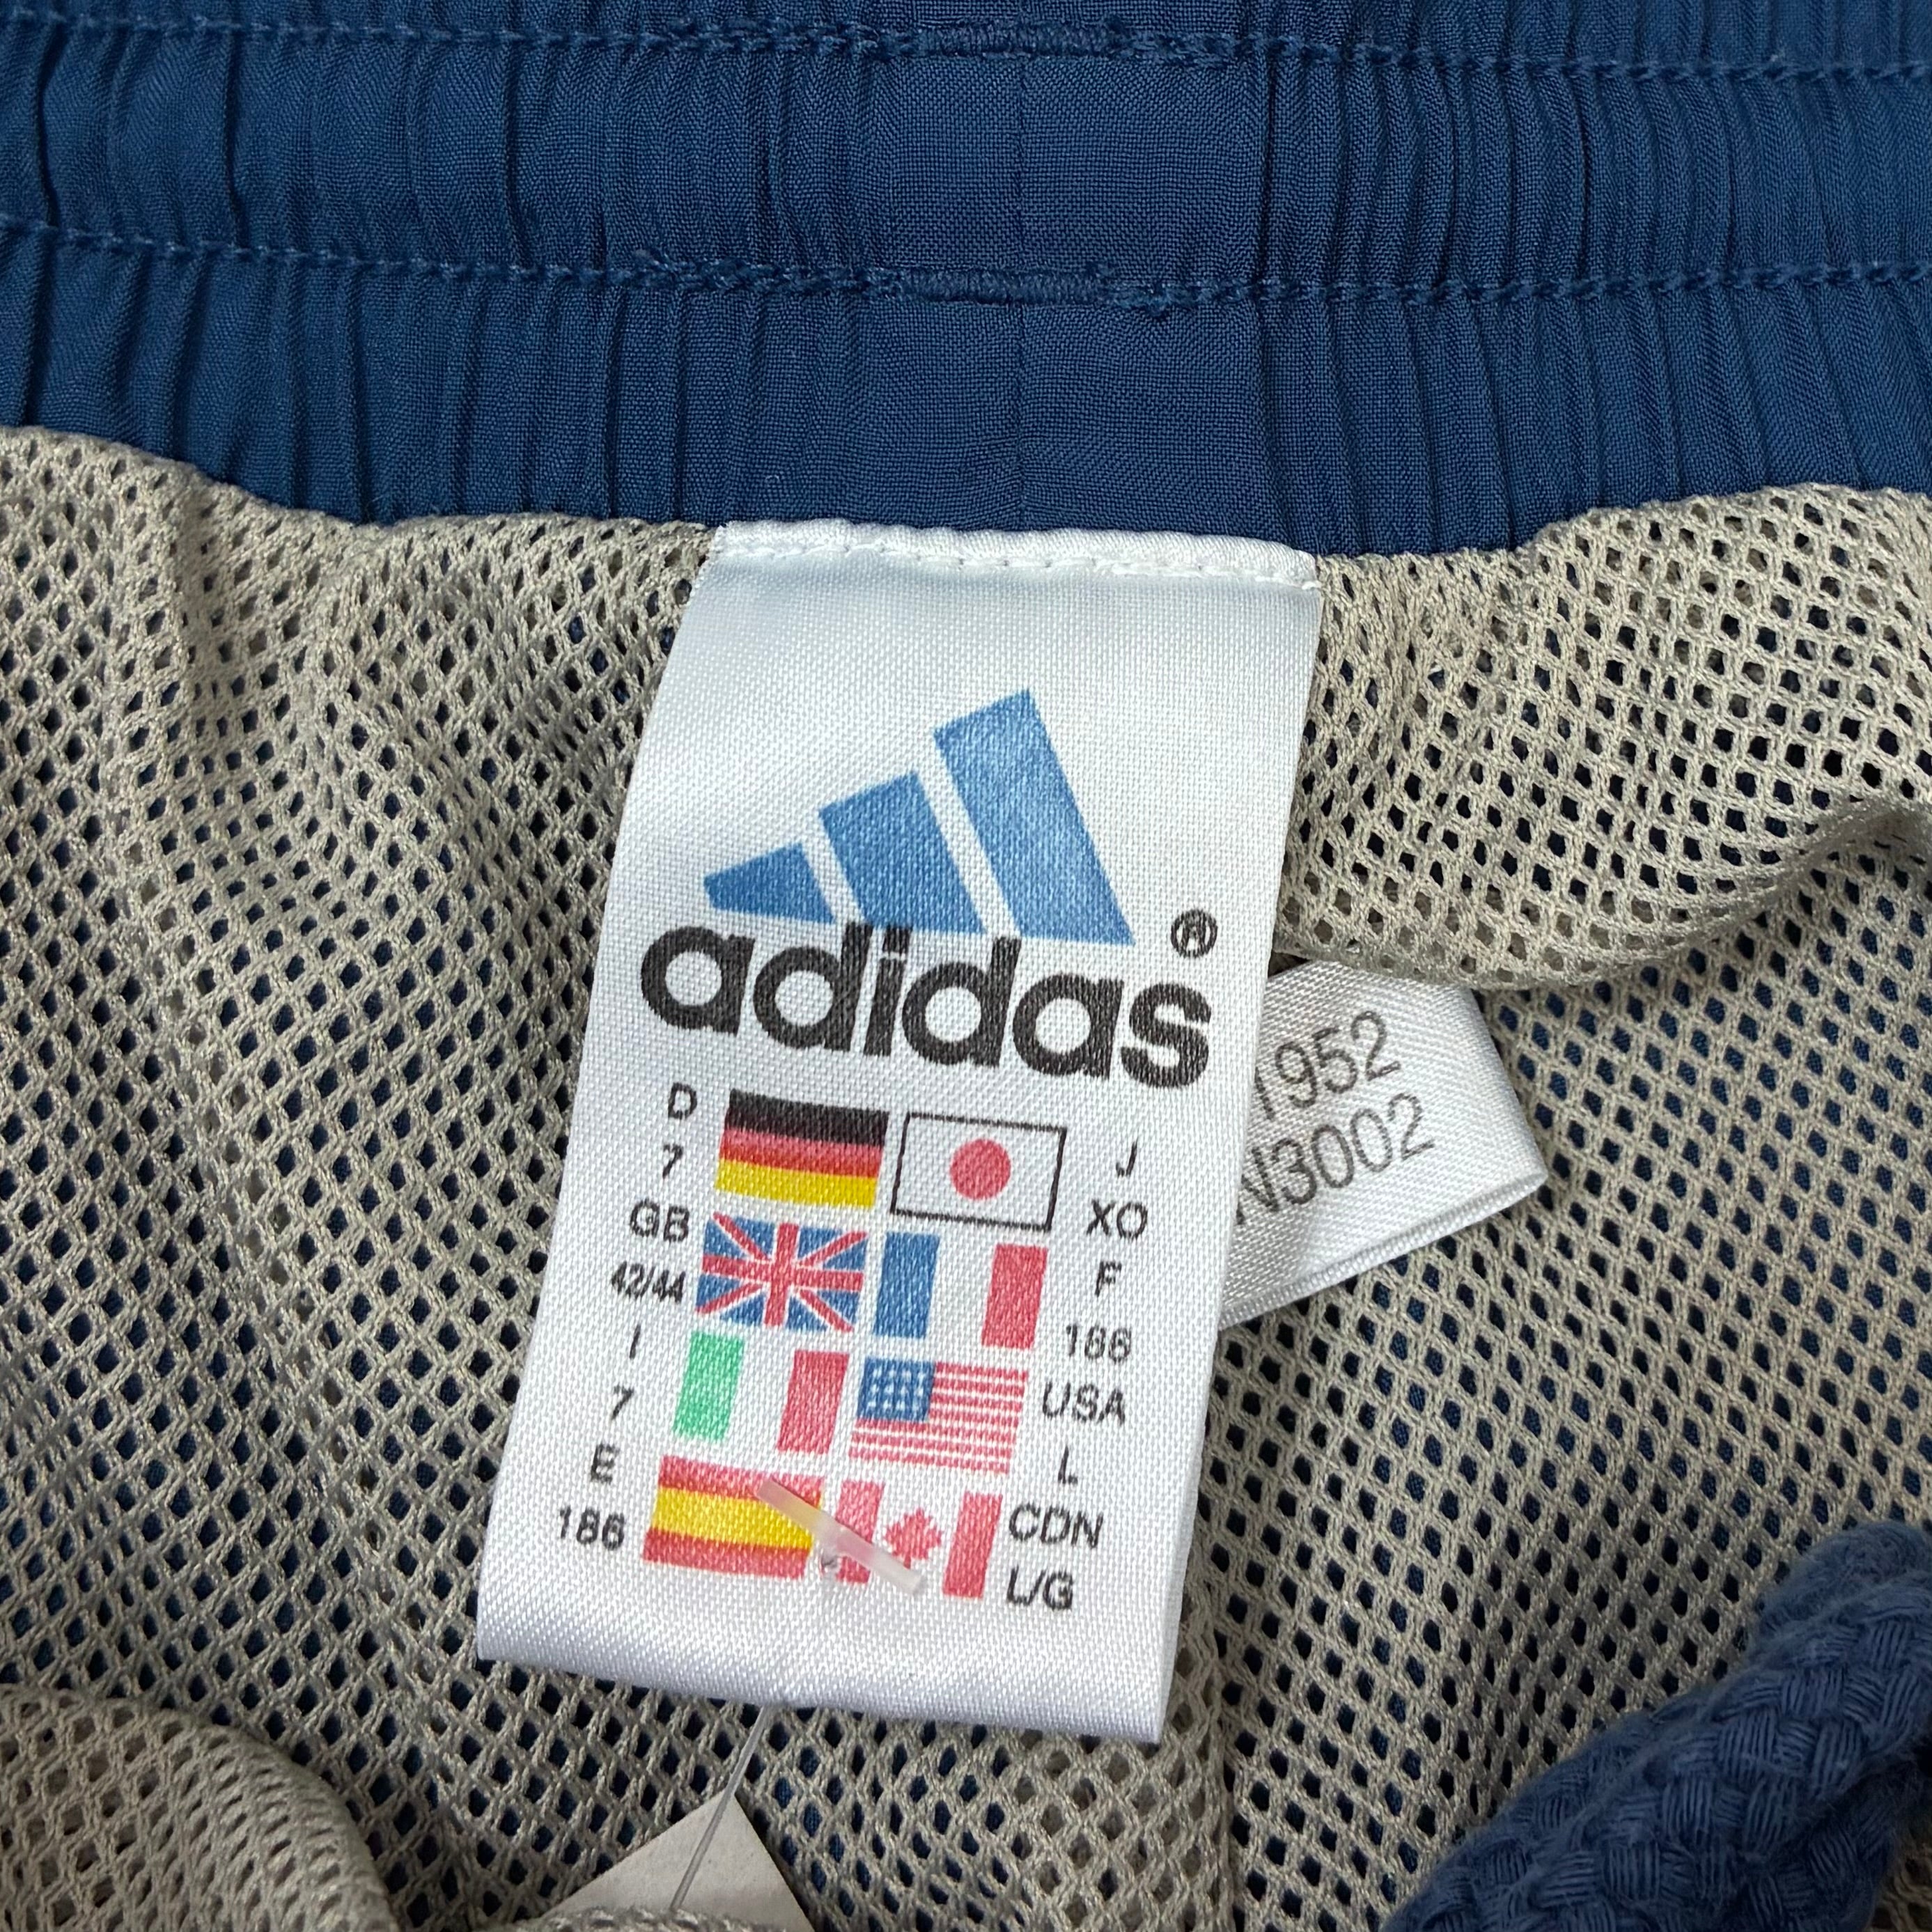 adidas®
D
7
GB
42/44
I
7
E
186
J
XO
F
186
USA
L
CDN
L/G
1952
N3002